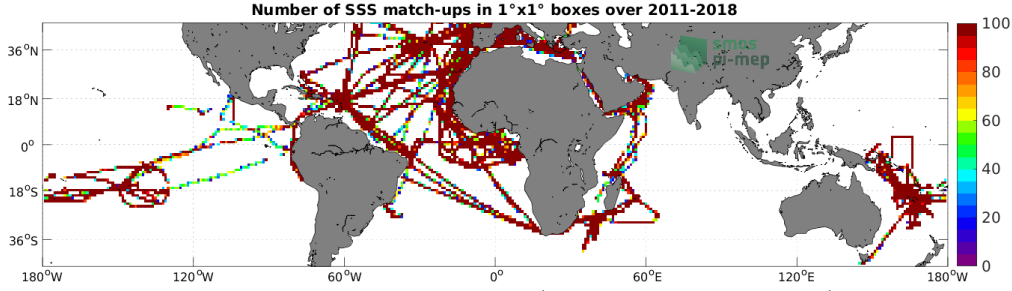 Number of SSS match-ups in 1°x1° boxes over 2011-2018
smos
pi-mep
100
80
60
40
20
0
36°N
18°N
0°
18°S
36°S
180°W 120°W 60°W 0° 60°E 120°E 180°W